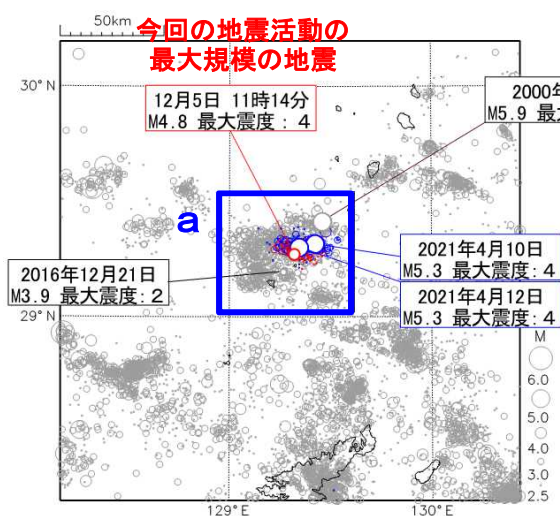 50km
今回の地震活動の
最大規模の地震
30°N
12月5日 11時14分
M4.8 最大震度：4
2000年
M5.9 最
a
2021年4月10日
M5.3 最大震度:4
2016年12月21日
M3.9 最大震度:2
2021年4月12日
M5.3 最大震度:4
29°N
M
6.0
5.0
4.0
3.0
2.5
129°E
130°E